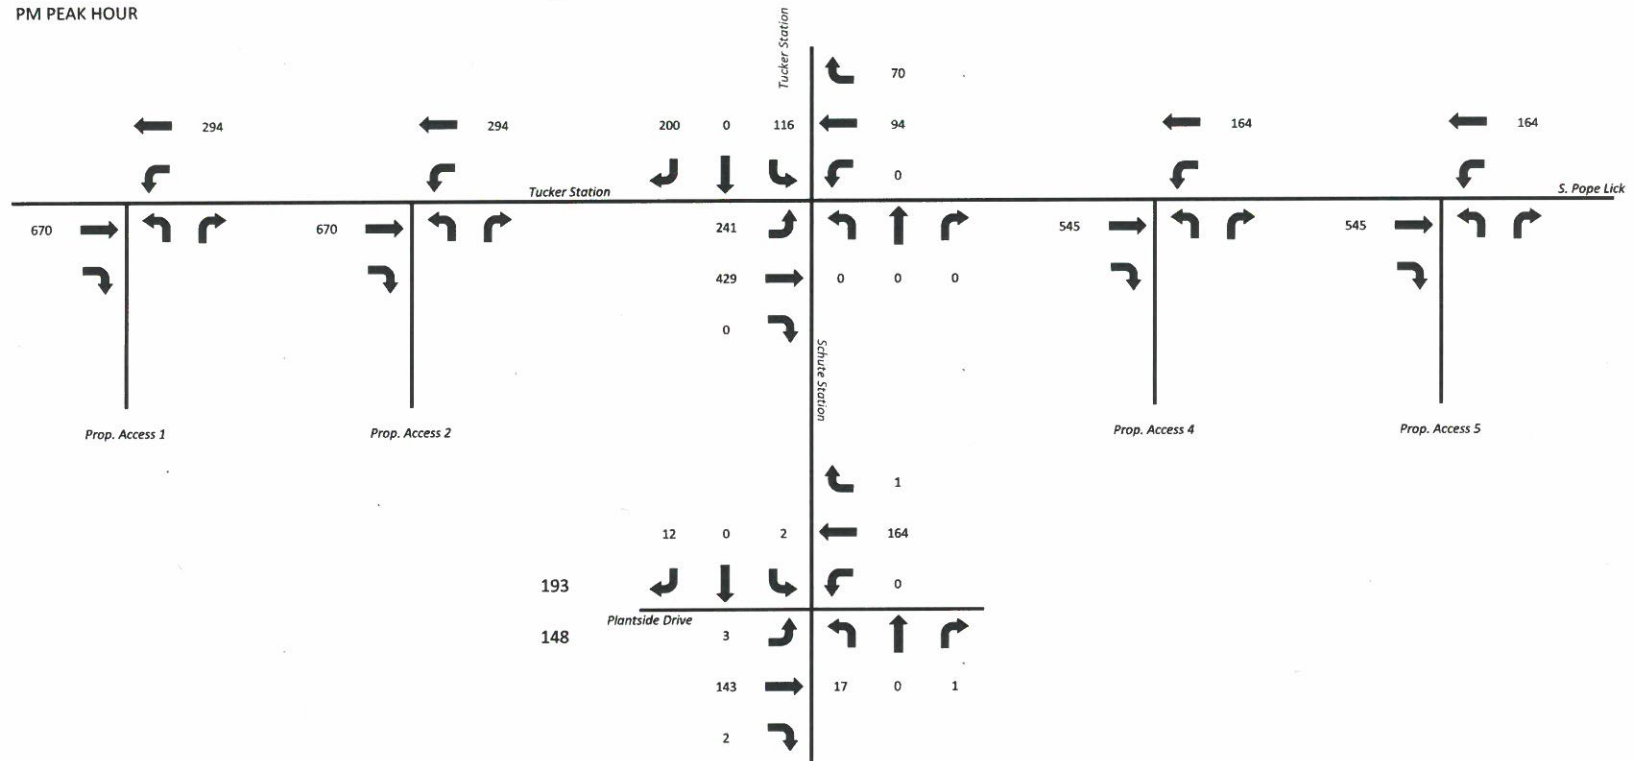 PM PEAK HOUR
Tucker Station
70
294
294
200 0 116
94
164
164
0
Tucker Station
S. Pope Lick
670
670
241
545
545
429
0 0 0
0
Schute Station
Prop. Access 1
Prop. Access 2
Prop. Access 4
Prop. Access 5
1
12 0 2
164
193
0
Plantside Drive
148
3
143
17 0 1
2